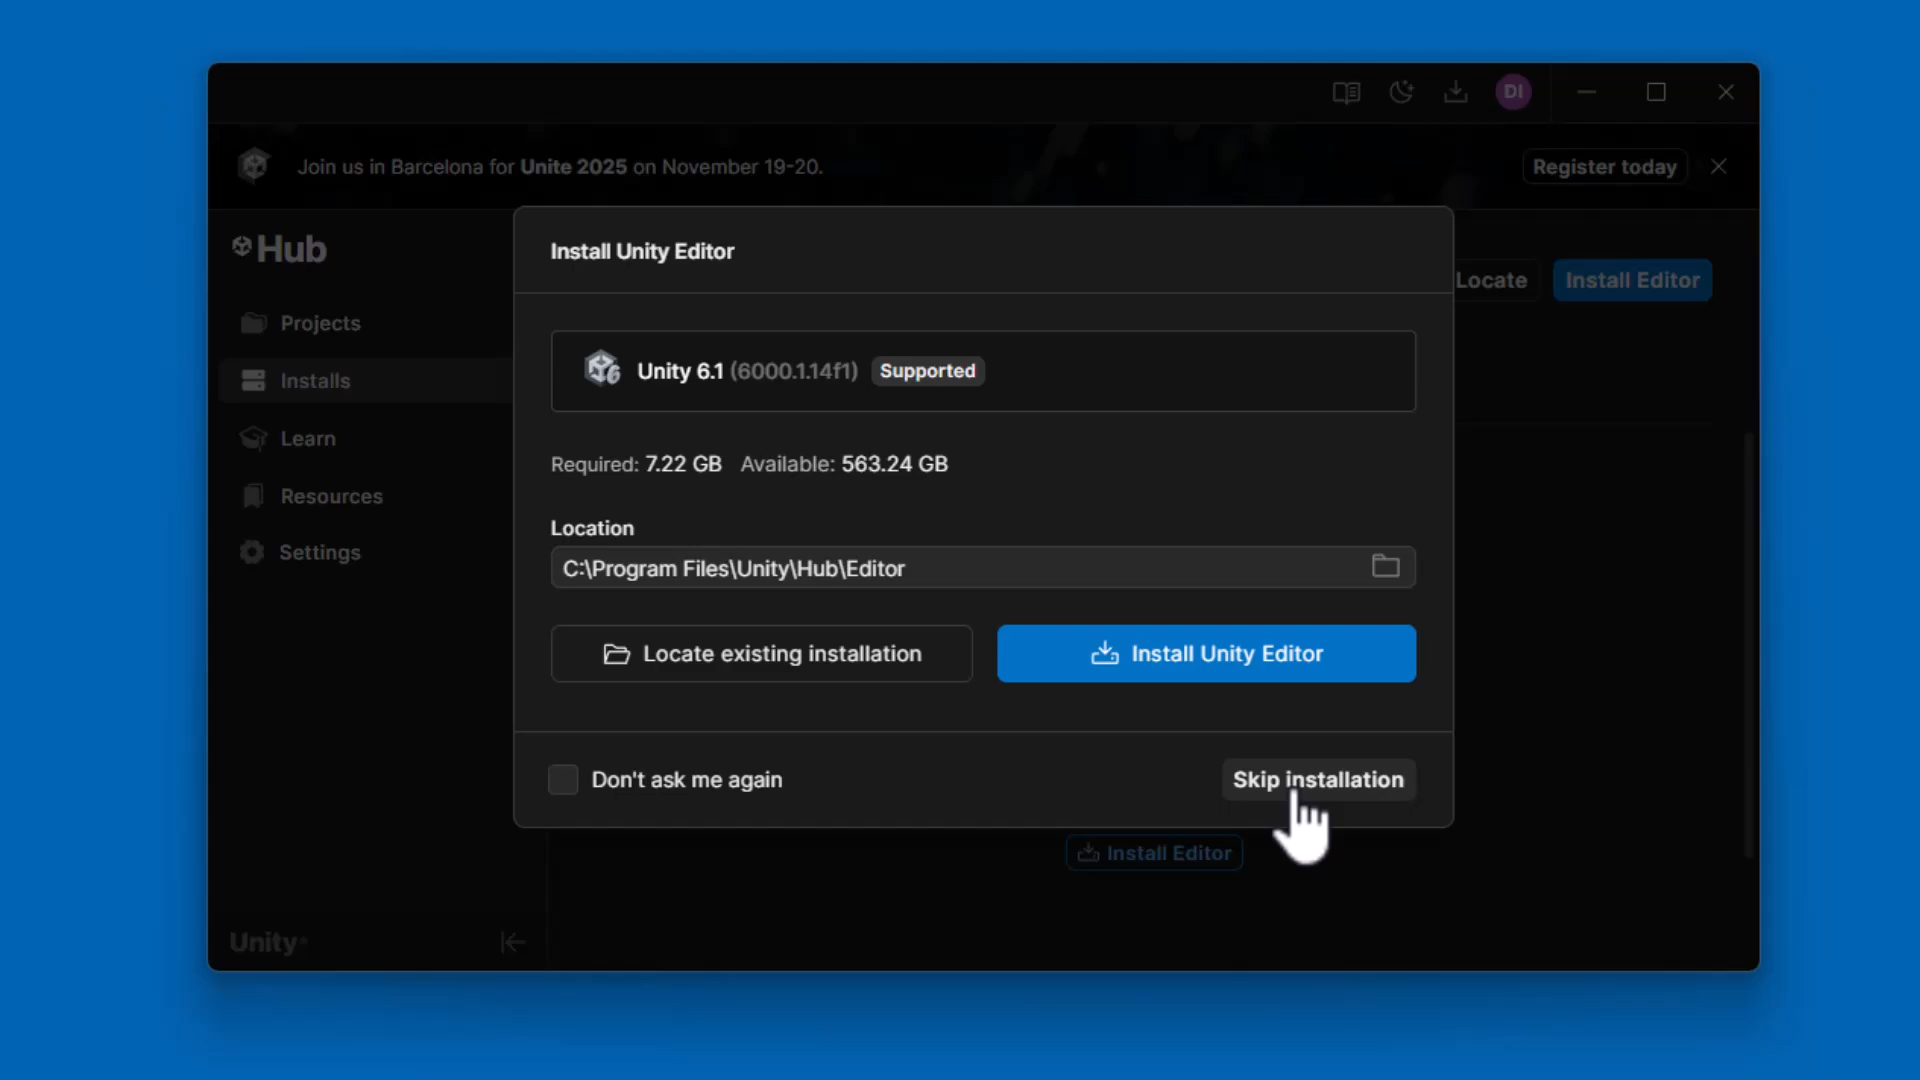 DI
Join us in Barcelona for Unite 2025 on November 19-20.
Register today
Hub
Projects
Installs
Learn
Resources
Settings
Unity
Locate
Install Editor
Install Unity Editor
Unity 6.1 (6000.1.14f1) Supported
Required: 7.22 GB Available: 563.24 GB
Location
C:\Program Files\Unity\Hub\Editor
Locate existing installation
Install Unity Editor
Don't ask me again
Skip installation
Install Editor